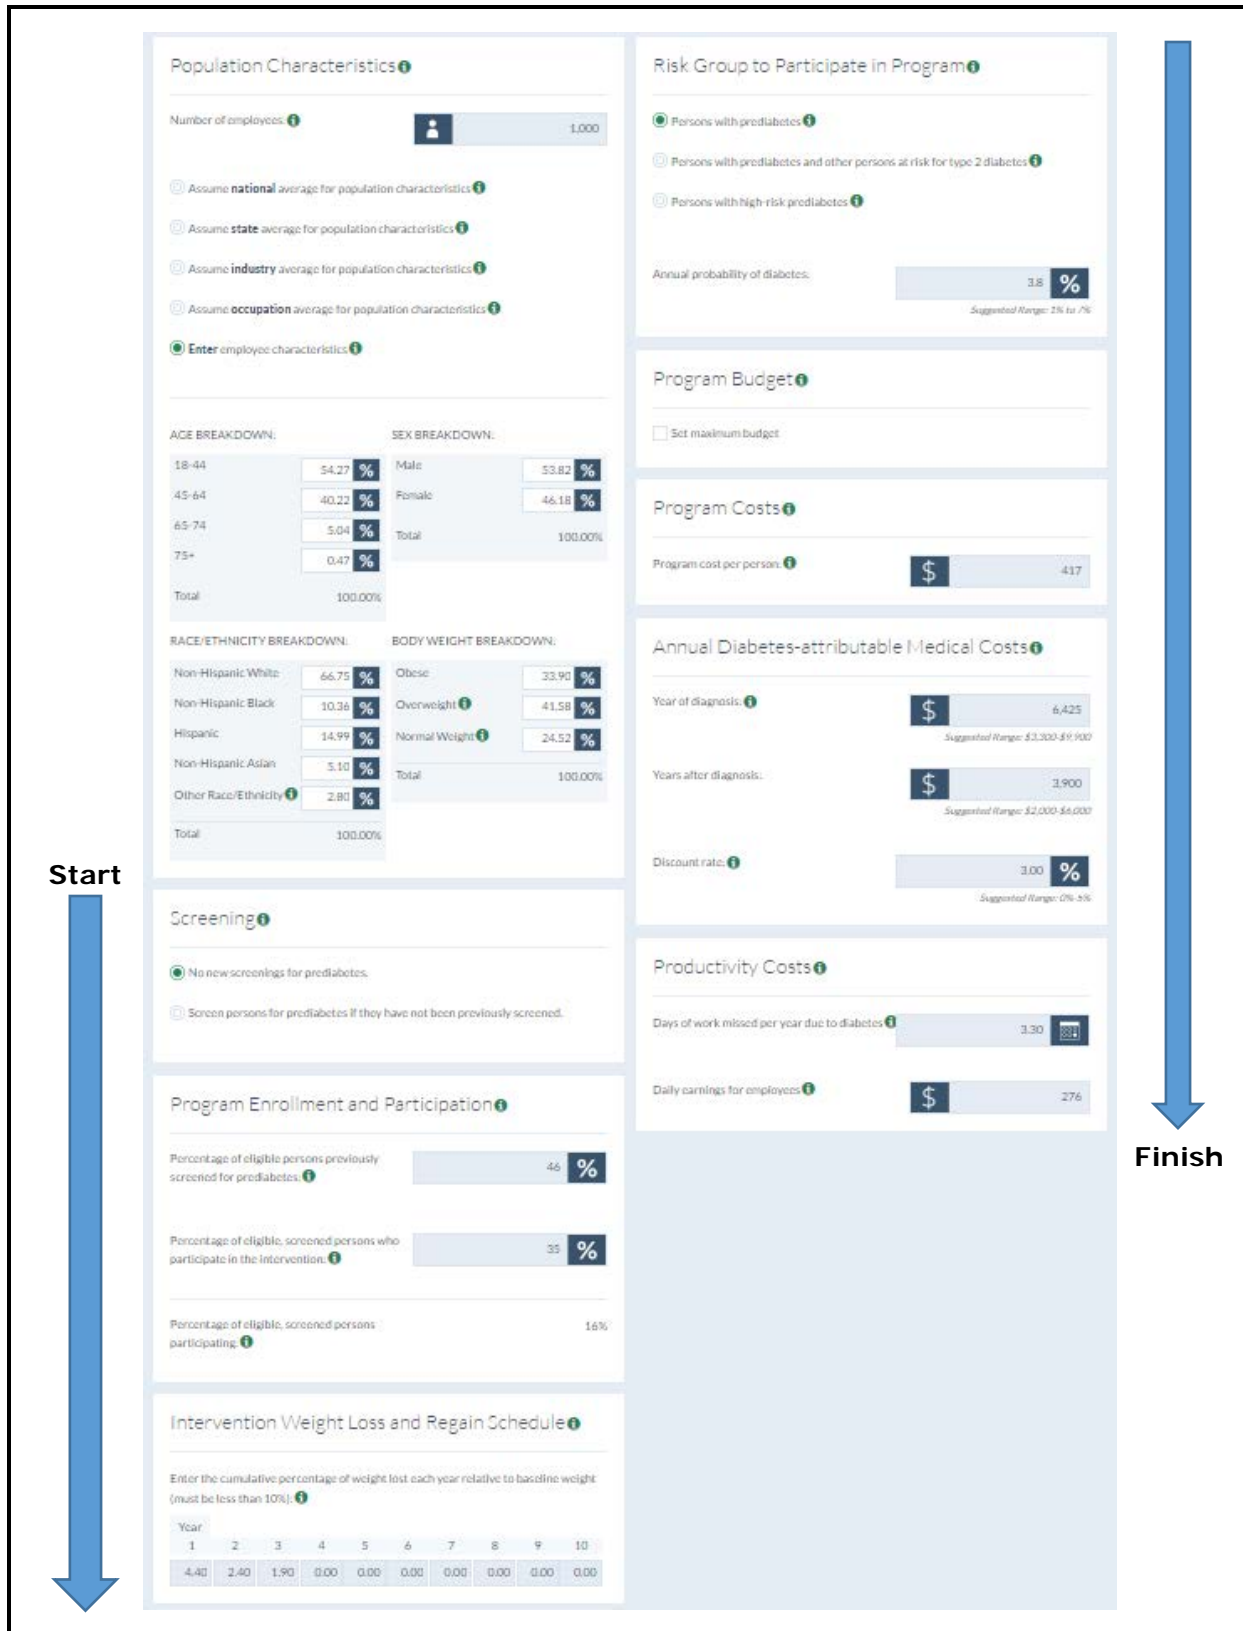 Population Characteristics
Number of employees:
1,000
Assume national average for population characteristics
Assume state average for population characteristics
Assume industry average for population characteristics
Assume occupation average for population characteristics
Enter employee characteristics
AGE BREAKDOWN:
18-44 54.27 %
45-64 40.22 %
65-74 5.04 %
75+ 0.47 %
Total 100.00%
SEX BREAKDOWN:
Male 53.82 %
Female 46.18 %
Total 100.00%
RACE/ETHNICITY BREAKDOWN:
Non-Hispanic White 66.75 %
Non-Hispanic Black 10.36 %
Hispanic 14.99 %
Non-Hispanic Asian 5.10 %
Other Race/Ethnicity 2.80 %
Total 100.00%
BODY WEIGHT BREAKDOWN:
Obese 33.90 %
Overweight 41.58 %
Normal Weight 24.52 %
Total 100.00%
Start
Screening
No new screenings for prediabetes.
Screen persons for prediabetes if they have not been previously screened.
Program Enrollment and Participation
Percentage of eligible persons previously
screened for prediabetes:
46 %
Percentage of eligible, screened persons who
participate in the intervention:
35 %
Percentage of eligible, screened persons
participating:
16%
Intervention Weight Loss and Regain Schedule
Enter the cumulative percentage of weight lost each year relative to baseline weight
(must be less than 10%):
Year
1 2 3 4 5 6 7 8 9 10
4.40 2.40 1.90 0.00 0.00 0.00 0.00 0.00 0.00 0.00
Risk Group to Participate in Program
Persons with prediabetes
Persons with prediabetes and other persons at risk for type 2 diabetes
Persons with high-risk prediabetes
Annual probability of diabetes:
3.8 %
Suggested Range: 1% to 7%
Program Budget
Set maximum budget
Program Costs
Program cost per person:
$ 417
Annual Diabetes-attributable Medical Costs
Year of diagnosis:
$ 6,425
Suggested Range: $3,300-$9,900
Years after diagnosis:
$ 3,900
Suggested Range: $2,000-$6,000
Discount rate:
3.00 %
Suggested Range: 0%-5%
Productivity Costs
Days of work missed per year due to diabetes
3.30
Daily earnings for employees
$ 276
Finish